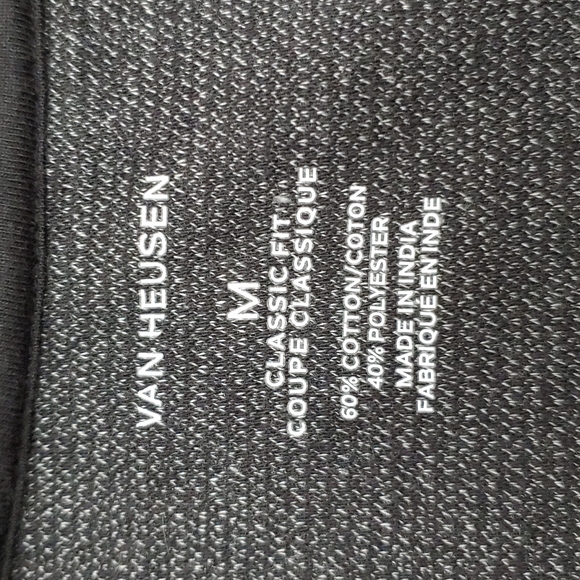 VAN HEUSEN
M
CLASSIC FIT
COUPE CLASSIQUE
60% COTTON/COTON
40% POLYESTER
MADE IN INDIA
FABRIQUE EN INDE